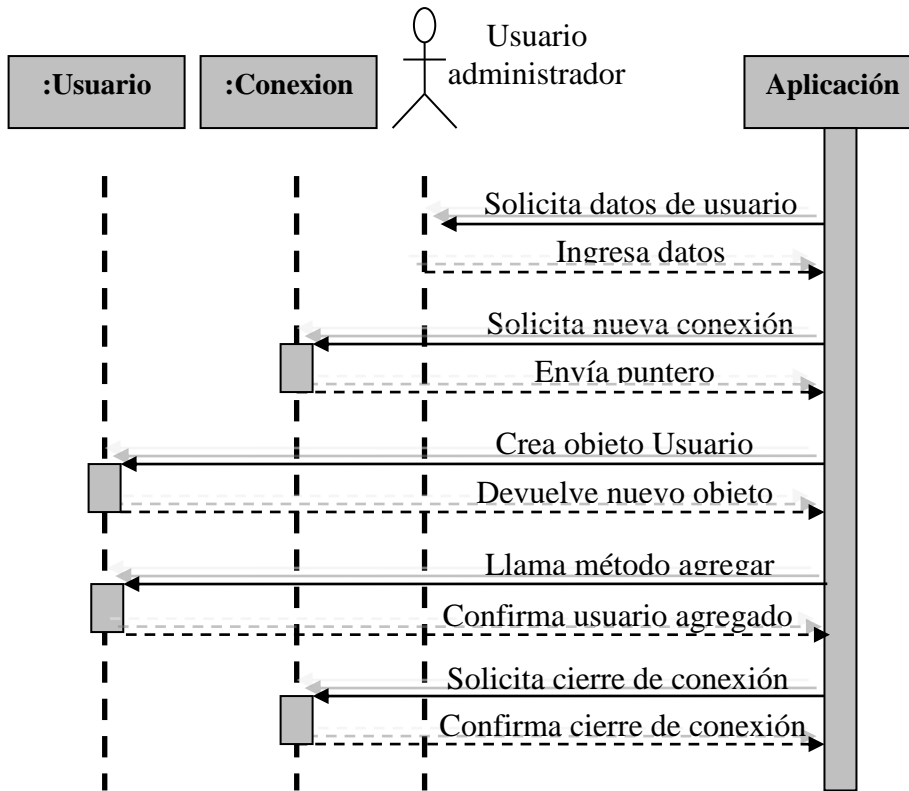 Usuario
administrador
:Usuario
:Conexion
Aplicación
Solicita datos de usuario
Ingresa datos
Solicita nueva conexión
Envía puntero
Crea objeto Usuario
Devuelve nuevo objeto
Llama método agregar
Confirma usuario agregado
Solicita cierre de conexión
Confirma cierre de conexión